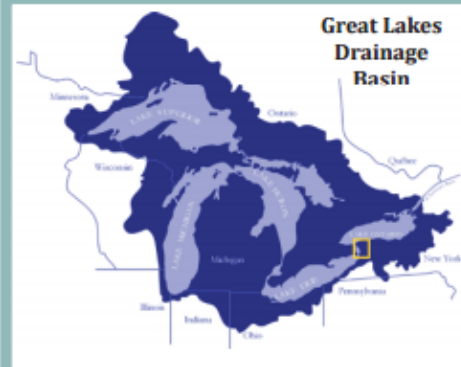 Great Lakes
Drainage
Basin
Minnesota
LAKE SUPERIOR
Ontario
Wisconsin
Québec
LAKE MICHIGAN
LAKE HURON
LAKE ONTARIO
Michigan
New York
LAKE ERIE
Pennsylvania
Illinois
Indiana
Ohio